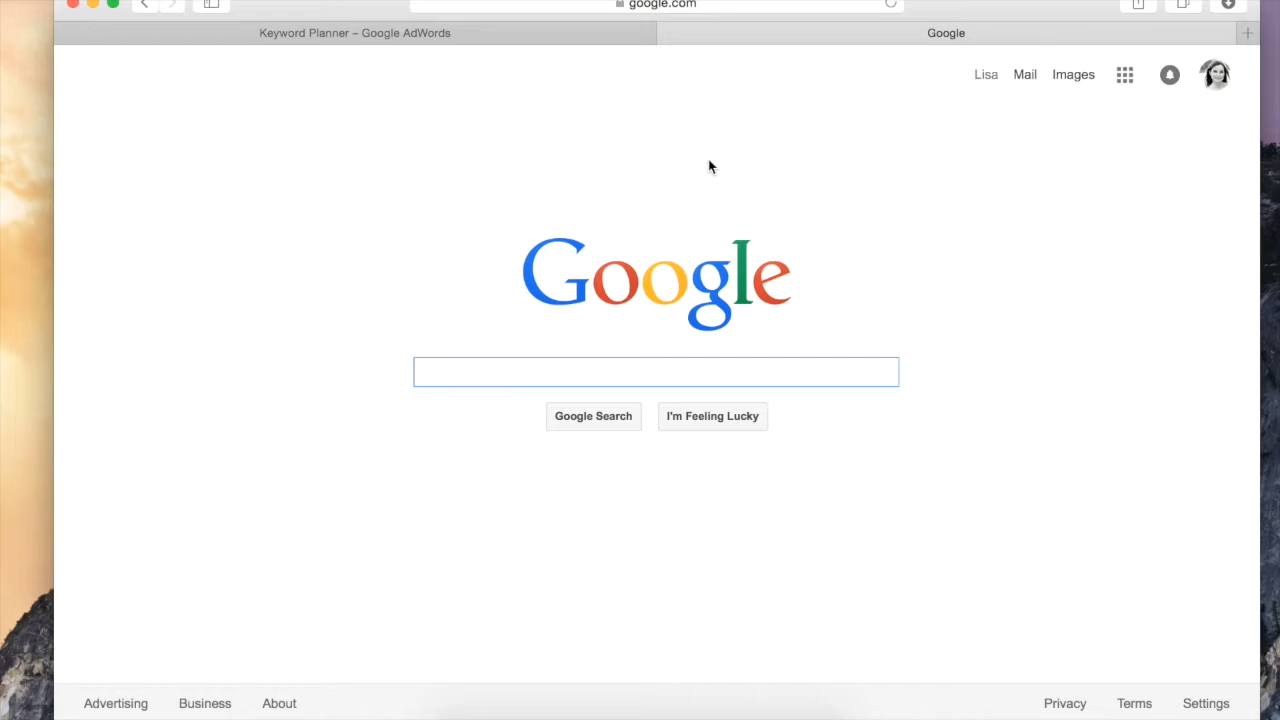 google.com
Keyword Planner – Google AdWords
Google
Lisa
Mail
Images
Google
Google Search
I'm Feeling Lucky
Advertising
Business
About
Privacy
Terms
Settings